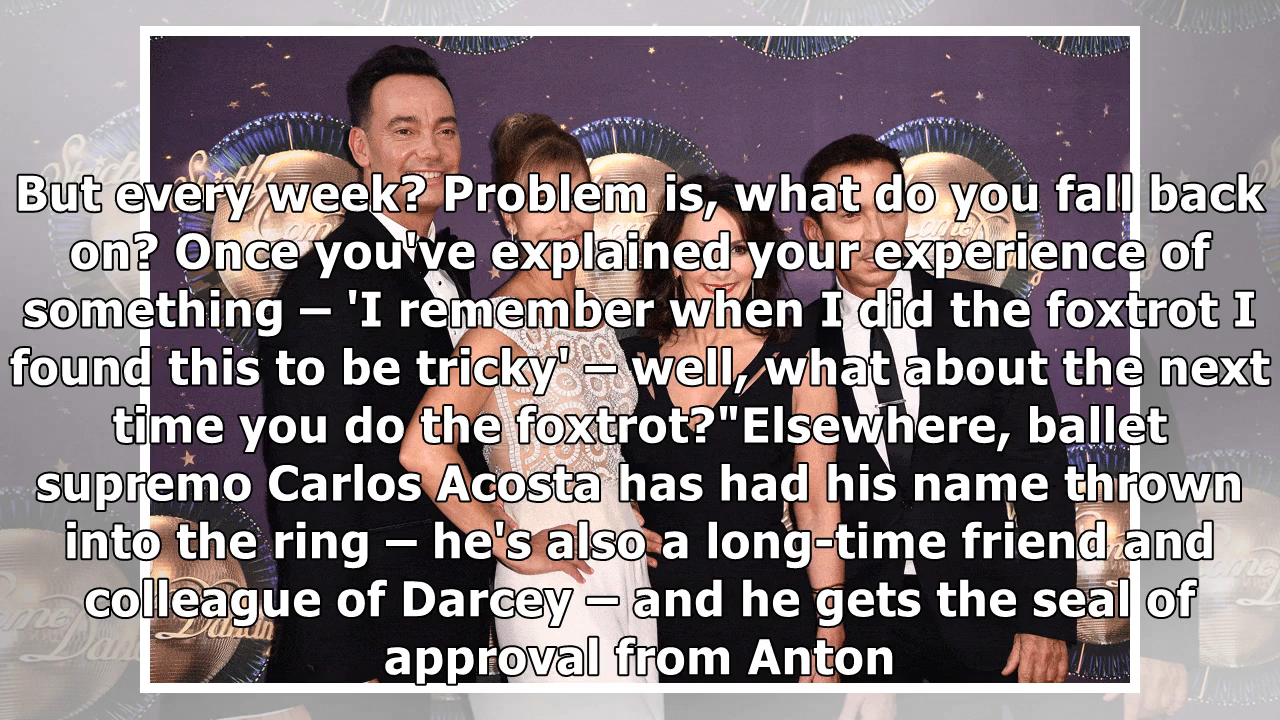 But every week? Problem is, what do you fall back
on? Once you've explained your experience of
something – 'I remember when I did the foxtrot I
found this to be tricky' – well, what about the next
time you do the foxtrot?"Elsewhere, ballet
supremo Carlos Acosta has had his name thrown
into the ring – he's also a long-time friend and
colleague of Darcey – and he gets the seal of
approval from Anton